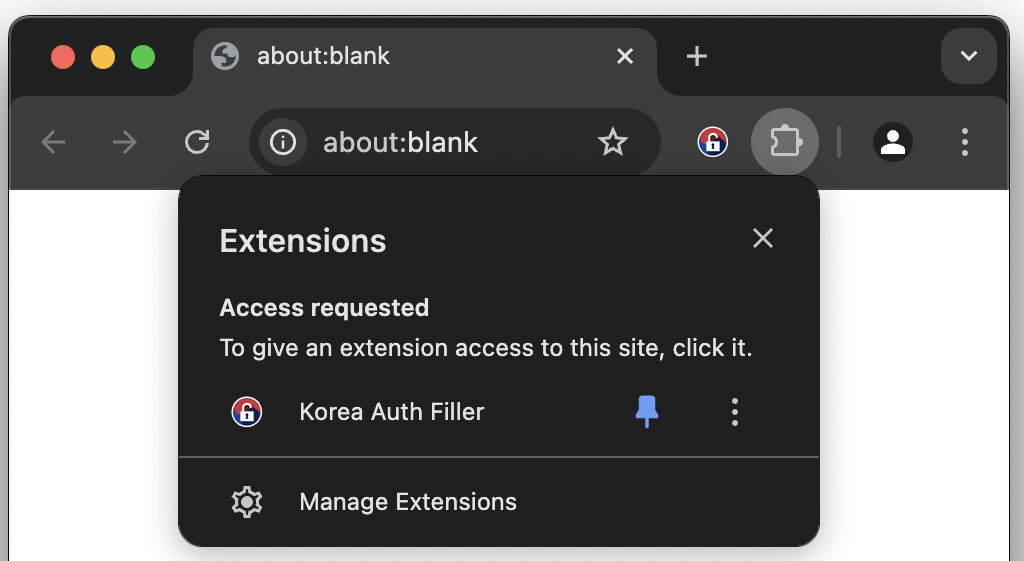 about:blank
about:blank
Extensions
Access requested
To give an extension access to this site, click it.
Korea Auth Filler
Manage Extensions